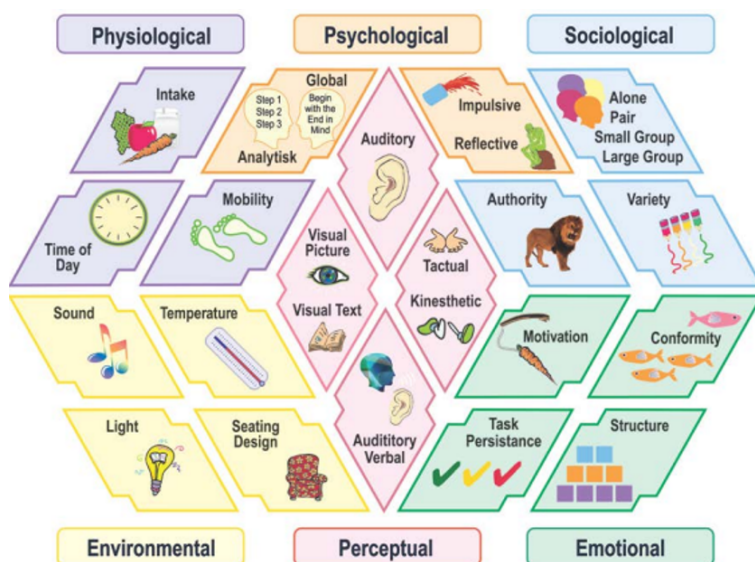 Physiological
Psychological
Sociological
Intake
Global
Step 1
Step 2
Step 3
Begin
with the
End in
Mind
Analytisk
Auditory
Impulsive
Reflective
Alone
Pair
Small Group
Large Group
Time of
Day
Mobility
Visual
Picture
Visual Text
Tactual
Kinesthetic
Authority
Variety
Sound
Temperature
Motivation
Conformity
Light
Seating
Design
Audititory
Verbal
Task
Persistance
Structure
Environmental
Perceptual
Emotional